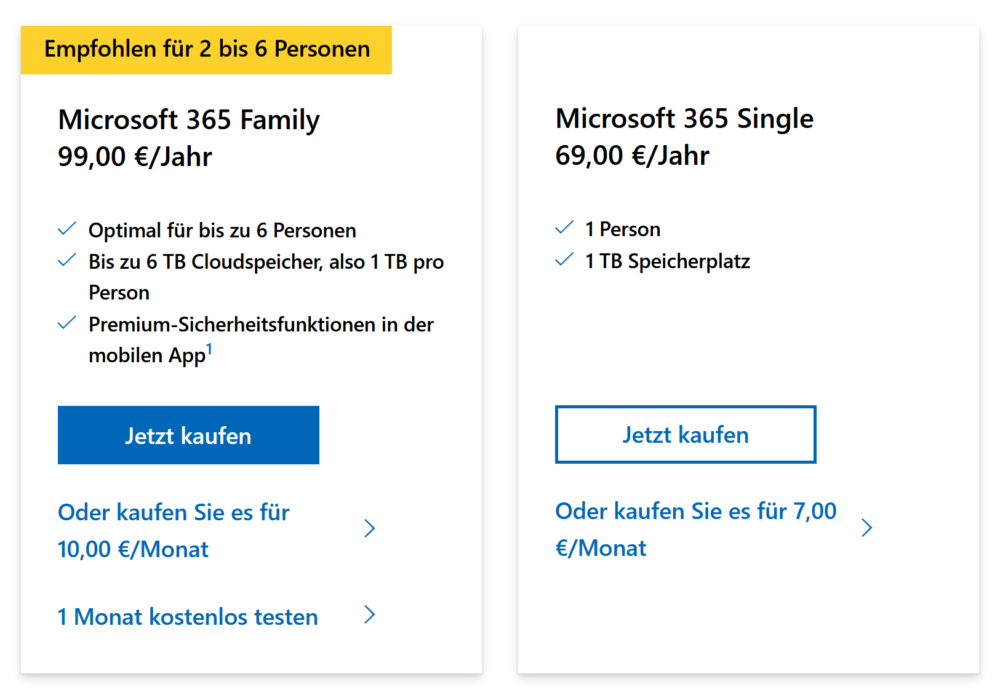 Empfohlen für 2 bis 6 Personen
Microsoft 365 Family
99,00 €/Jahr
Optimal für bis zu 6 Personen
Bis zu 6 TB Cloudspeicher, also 1 TB pro
Person
Premium-Sicherheitsfunktionen in der
mobilen App1
Jetzt kaufen
Oder kaufen Sie es für
10,00 €/Monat
1 Monat kostenlos testen
Microsoft 365 Single
69,00 €/Jahr
1 Person
1 TB Speicherplatz
Jetzt kaufen
Oder kaufen Sie es für 7,00
€/Monat